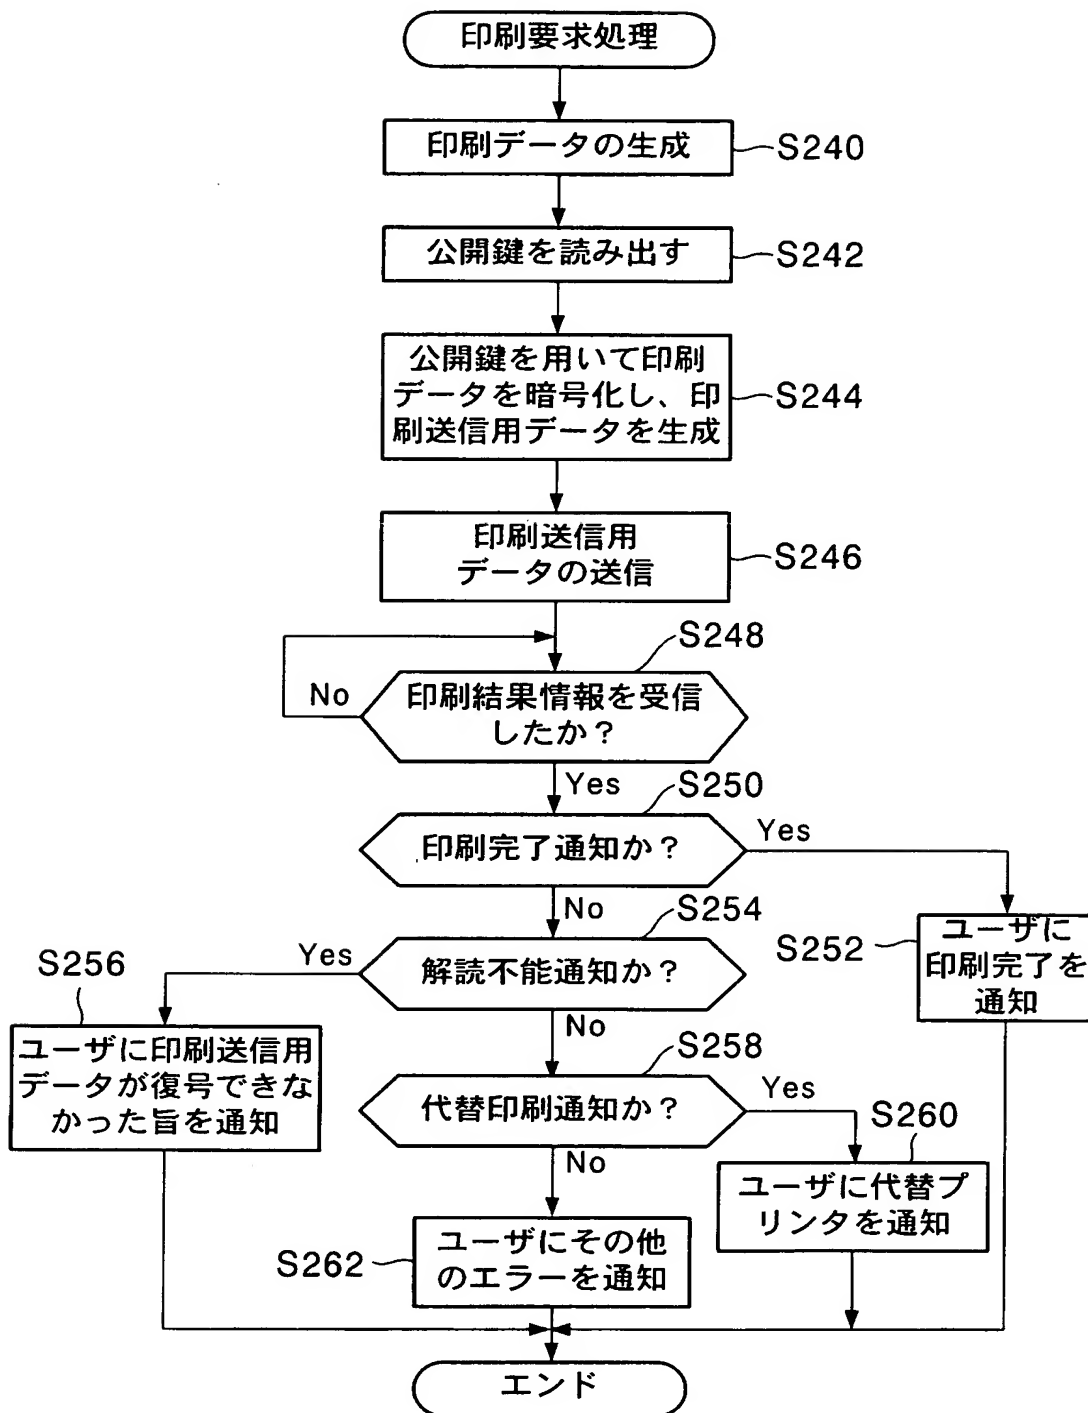 印刷要求処理
印刷データの生成
S240
公開鍵を読み出す
S242
公開鍵を用いて印刷
データを暗号化し、印
刷送信用データを生成
S244
印刷送信用
データの送信
S246
S248
No
印刷結果情報を受信
したか？
Yes
S250
印刷完了通知か？
Yes
No
S254
S252
ユーザに
印刷完了を
通知
S256
Yes
解読不能通知か？
No
ユーザに印刷送信用
データが復号できな
かった旨を通知
S258
代替印刷通知か？
Yes
S260
No
ユーザに代替プ
リンタを通知
S262
ユーザにその他
のエラーを通知
エンド